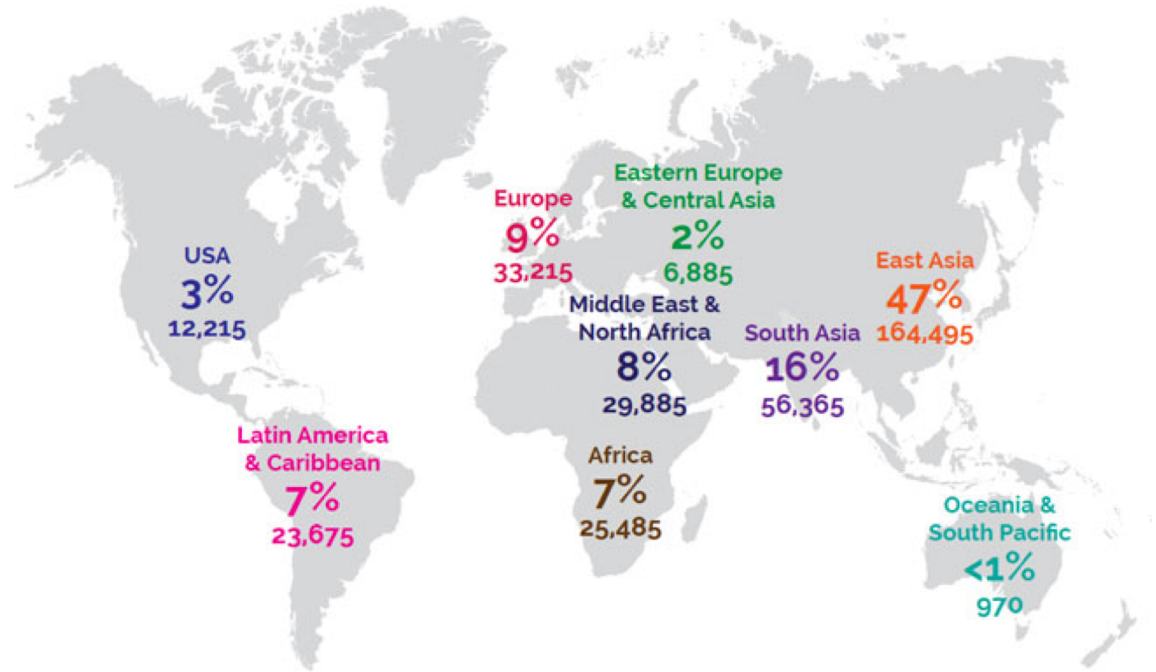 USA
3%
12,215
Latin America
& Caribbean
7%
23,675
Europe
9%
33,215
Eastern Europe
& Central Asia
2%
6,885
Middle East &
North Africa
8%
29,885
Africa
7%
25,485
South Asia
16%
56,365
East Asia
47%
164,495
Oceania &
South Pacific
<1%
970